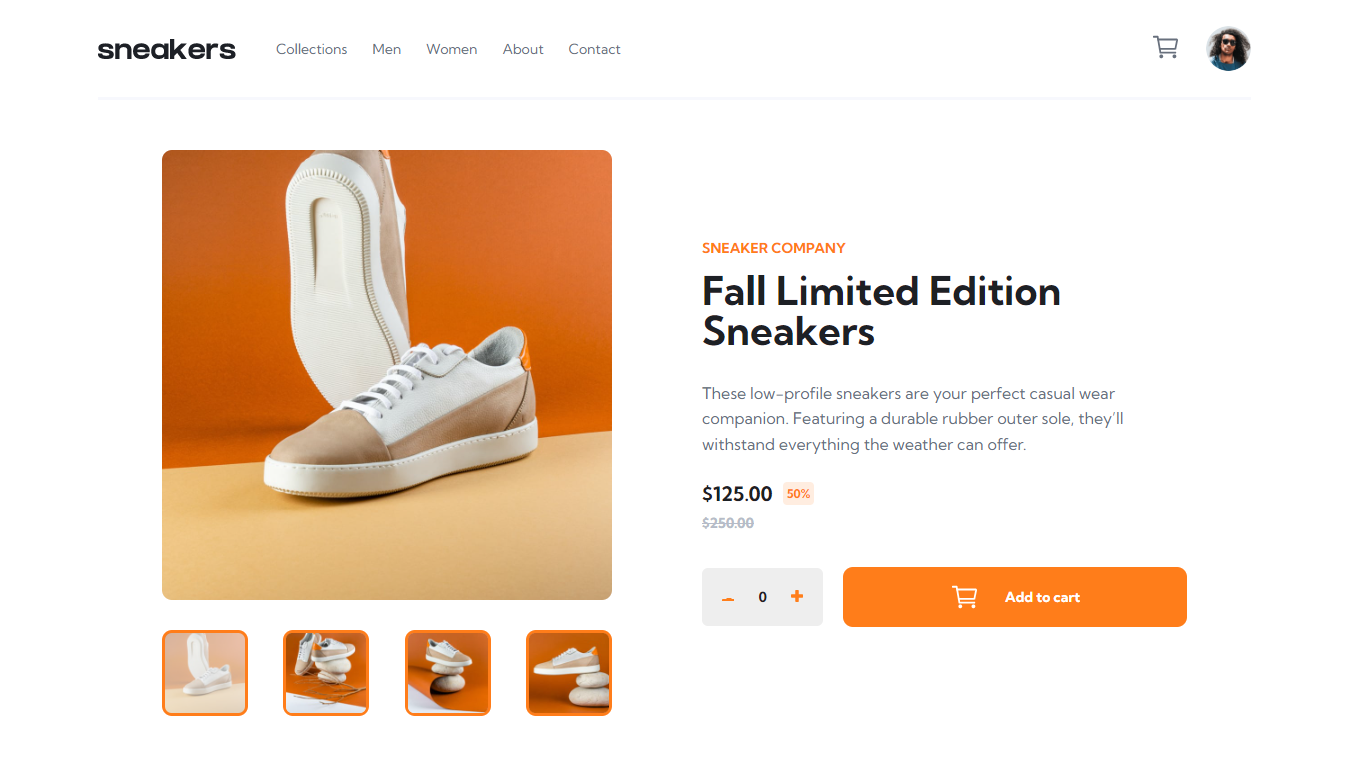 sneakers
Collections Men Women About Contact
SNEAKER COMPANY
Fall Limited Edition
Sneakers
These low-profile sneakers are your perfect casual wear
companion. Featuring a durable rubber outer sole, they’ll
withstand everything the weather can offer.
$125.00 50%
$250.00
0
Add to cart